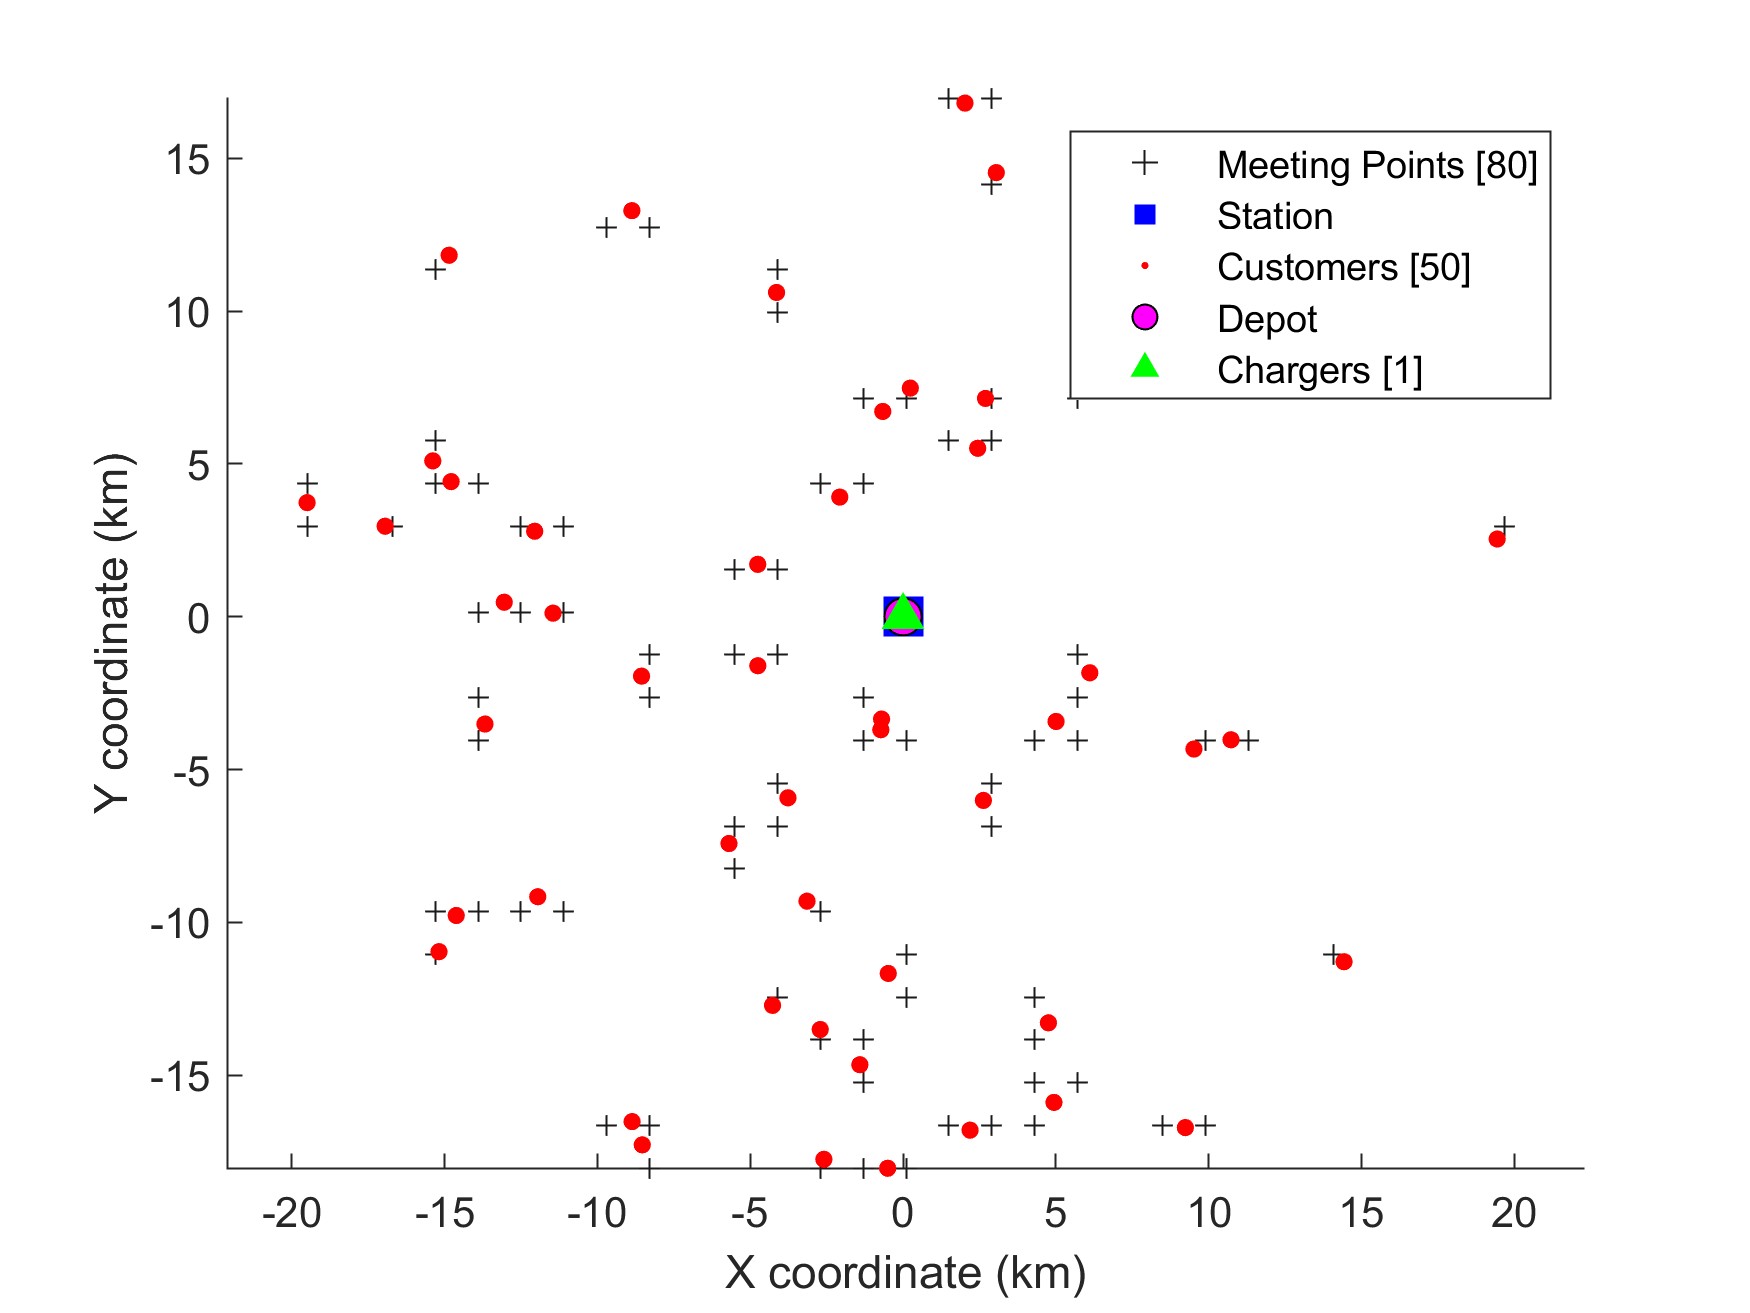 15
10
5
0
-5
-10
-15
Y coordinate (km)
Meeting Points [80]
Station
Customers [50]
Depot
Chargers [1]
-20 -15 -10 -5 0 5 10 15 20
X coordinate (km)